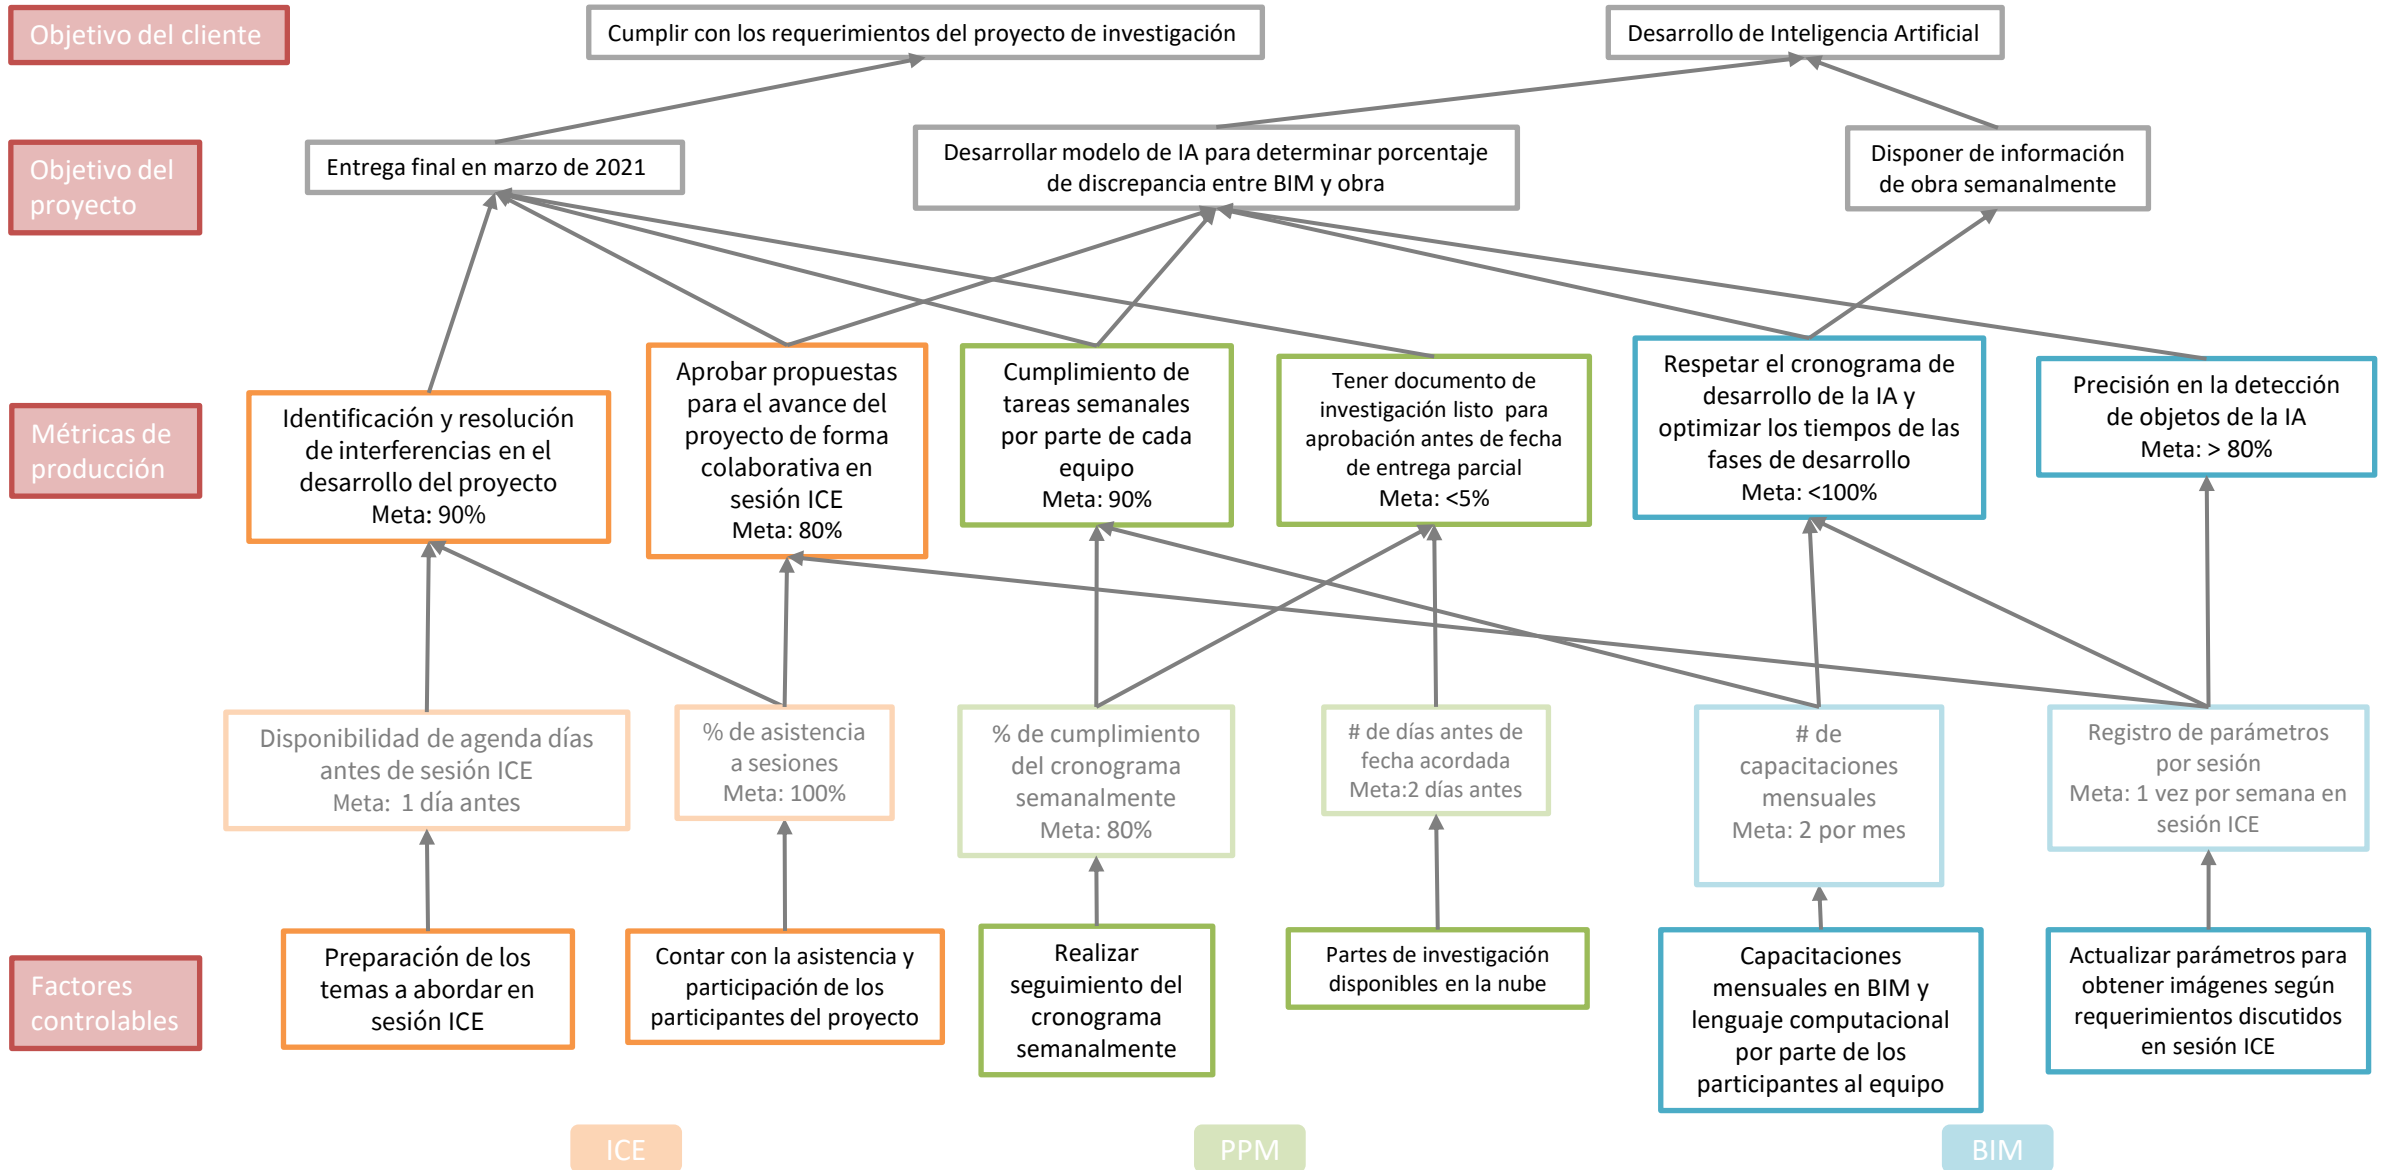 Objetivo del cliente
Cumplir con los requerimientos del proyecto de investigación
Desarrollo de Inteligencia Artificial
Objetivo del
proyecto
Entrega final en marzo de 2021
Desarrollar modelo de IA para determinar porcentaje
de discrepancia entre BIM y obra
Disponer de información
de obra semanalmente
Métricas de
producción
Identificación y resolución
de interferencias en el
desarrollo del proyecto
Meta: 90%
Aprobar propuestas
para el avance del
proyecto de forma
colaborativa en
sesión ICE
Meta: 80%
Cumplimiento de
tareas semanales
por parte de cada
equipo
Meta: 90%
Tener documento de
investigación listo para
aprobación antes de fecha
de entrega parcial
Meta: <5%
Respetar el cronograma de
desarrollo de la IA y
optimizar los tiempos de las
fases de desarrollo
Meta: <100%
Precisión en la detección
de objetos de la IA
Meta: > 80%
Disponibilidad de agenda días
antes de sesión ICE
Meta: 1 día antes
% de asistencia
a sesiones
Meta: 100%
% de cumplimiento
del cronograma
semanalmente
Meta: 80%
# de días antes de
fecha acordada
Meta:2 días antes
# de
capacitaciones
mensuales
Meta: 2 por mes
Registro de parámetros
por sesión
Meta: 1 vez por semana en
sesión ICE
Factores
controlables
Preparación de los
temas a abordar en
sesión ICE
Contar con la asistencia y
participación de los
participantes del proyecto
Realizar
seguimiento del
cronograma
semanalmente
Partes de investigación
disponibles en la nube
Capacitaciones
mensuales en BIM y
lenguaje computacional
por parte de los
participantes al equipo
Actualizar parámetros para
obtener imágenes según
requerimientos discutidos
en sesión ICE
ICE
PPM
BIM